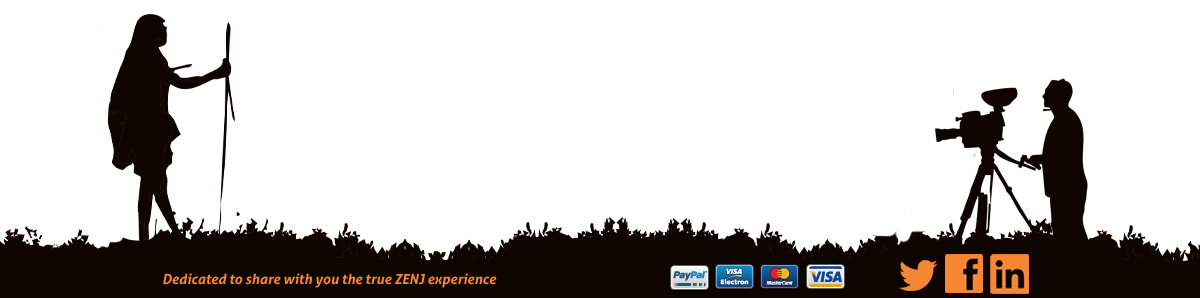 Dedicated to share with you the true ZENJ experience
PayPal
VISA
Electron
MasterCard
VISA
f
in